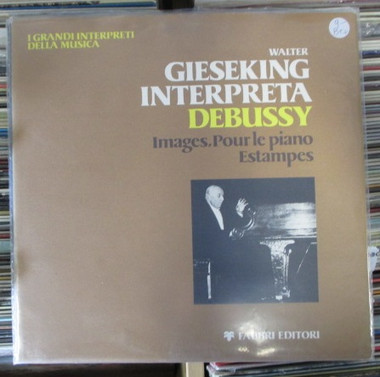 I GRANDI INTERPRETI
DELLA MUSICA
WALTER
GIESEKING
INTERPRETA
DEBUSSY
Images.Pour le piano
Estampes
FABBRI EDITORI